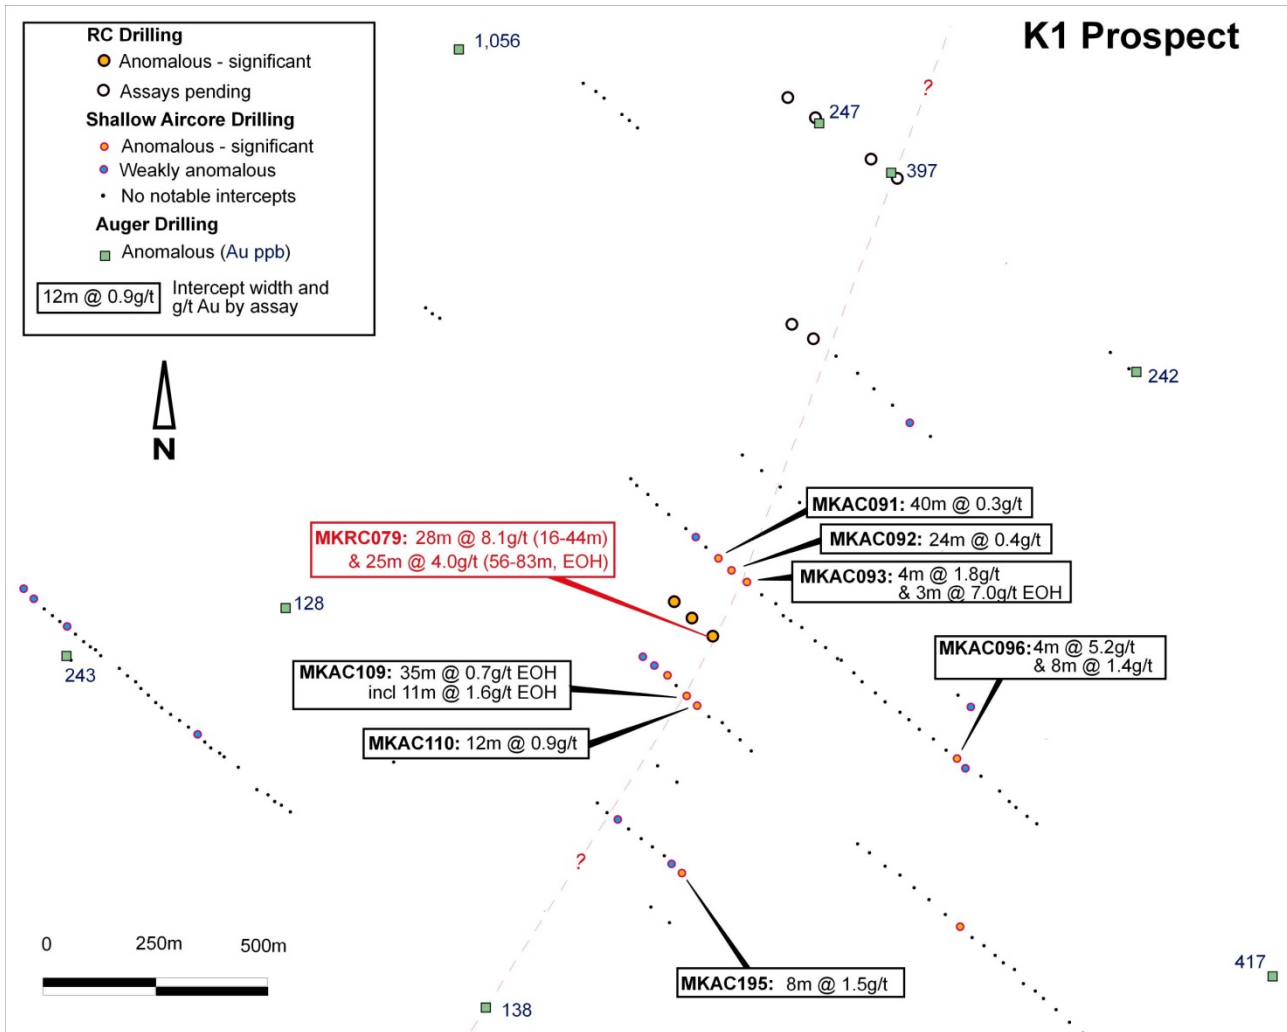 K1 Prospect
RC Drilling
Anomalous - significant
Assays pending
Shallow Aircore Drilling
Anomalous - significant
Weakly anomalous
No notable intercepts
Auger Drilling
Anomalous (Au ppb)
12m @ 0.9g/t
Intercept width and
g/t Au by assay
1,056
?
247
397
N
242
MKAC091: 40m @ 0.3g/t
MKAC092: 24m @ 0.4g/t
MKAC093: 4m @ 1.8g/t
& 3m @ 7.0g/t EOH
MKRC079: 28m @ 8.1g/t (16-44m)
& 25m @ 4.0g/t (56-83m, EOH)
128
243
MKAC096: 4m @ 5.2g/t
& 8m @ 1.4g/t
MKAC109: 35m @ 0.7g/t EOH
incl 11m @ 1.6g/t EOH
MKAC110: 12m @ 0.9g/t
?
0 250m 500m
MKAC195: 8m @ 1.5g/t
417
138